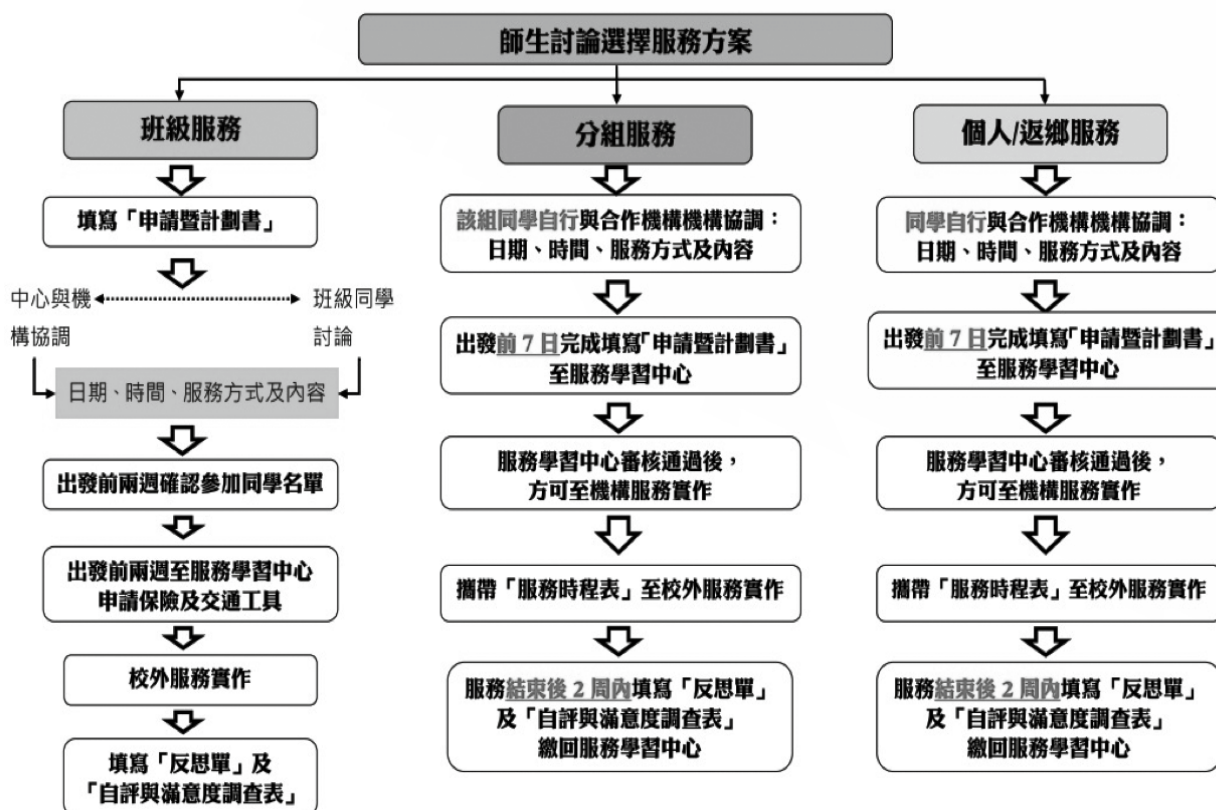 師生討論選擇服務方案
班級服務
填寫「申請暨計劃書」
中心與機
構協調
班級同學
討論
日期、時間、服務方式及內容
出發前兩週確認參加同學名單
出發前兩週至服務學習中心
申請保險及交通工具
校外服務實作
填寫「反思單」及
「自評與滿意度調查表」
分組服務
該組同學自行與合作機構機構協調：
日期、時間、服務方式及內容
出發前 7 日完成填寫「申請暨計劃書」
至服務學習中心
服務學習中心審核通過後，
方可至機構服務實作
攜帶「服務時程表」至校外服務實作
服務結束後 2 周內填寫「反思單」
及「自評與滿意度調查表」
繳回服務學習中心
個人/返鄉服務
同學自行與合作機構機構協調：
日期、時間、服務方式及內容
出發前 7日完成填寫「申請暨計劃書」
至服務學習中心
服務學習中心審核通過後，
方可至機構服務實作
攜帶「服務時程表」至校外服務實作
服務結束後 2 周內填寫「反思單」
及「自評與滿意度調查表」
繳回服務學習中心